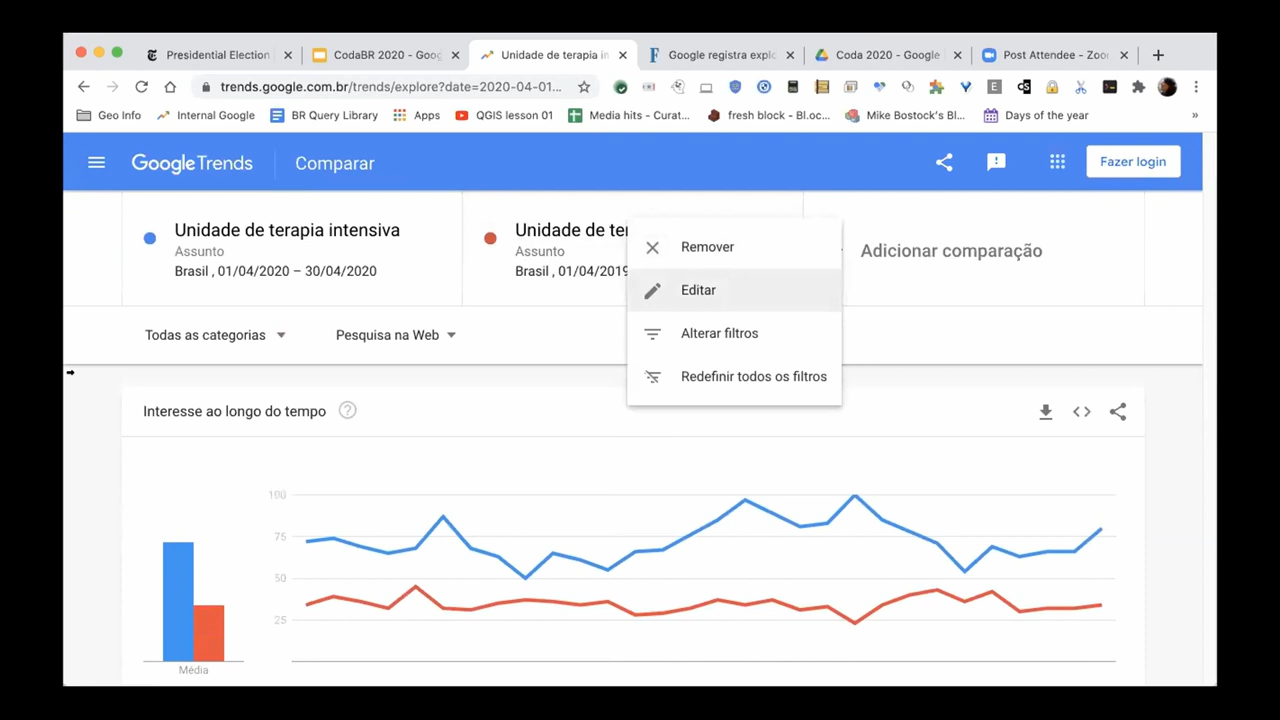 Presidential Election
CodaBR 2020 - Goog
Unidade de terapia in
Google registra explo
Coda 2020 - Google
Post Attendee - Zoo
trends.google.com.br/trends/explore?date=2020-04-01...
Geo Info
Internal Google
BR Query Library
Apps
QGIS lesson 01
Media hits - Curat...
fresh block - Bl.oc...
Mike Bostock's Bl...
Days of the year
»
Google Trends
Comparar
Fazer login
Unidade de terapia intensiva
Assunto
Brasil , 01/04/2020 – 30/04/2020
Unidade de ter
Assunto
Brasil , 01/04/2019
Adicionar comparação
Remover
Editar
Alterar filtros
Redefinir todos os filtros
Todas as categorias
Pesquisa na Web
Interesse ao longo do tempo
100
75
50
25
Média